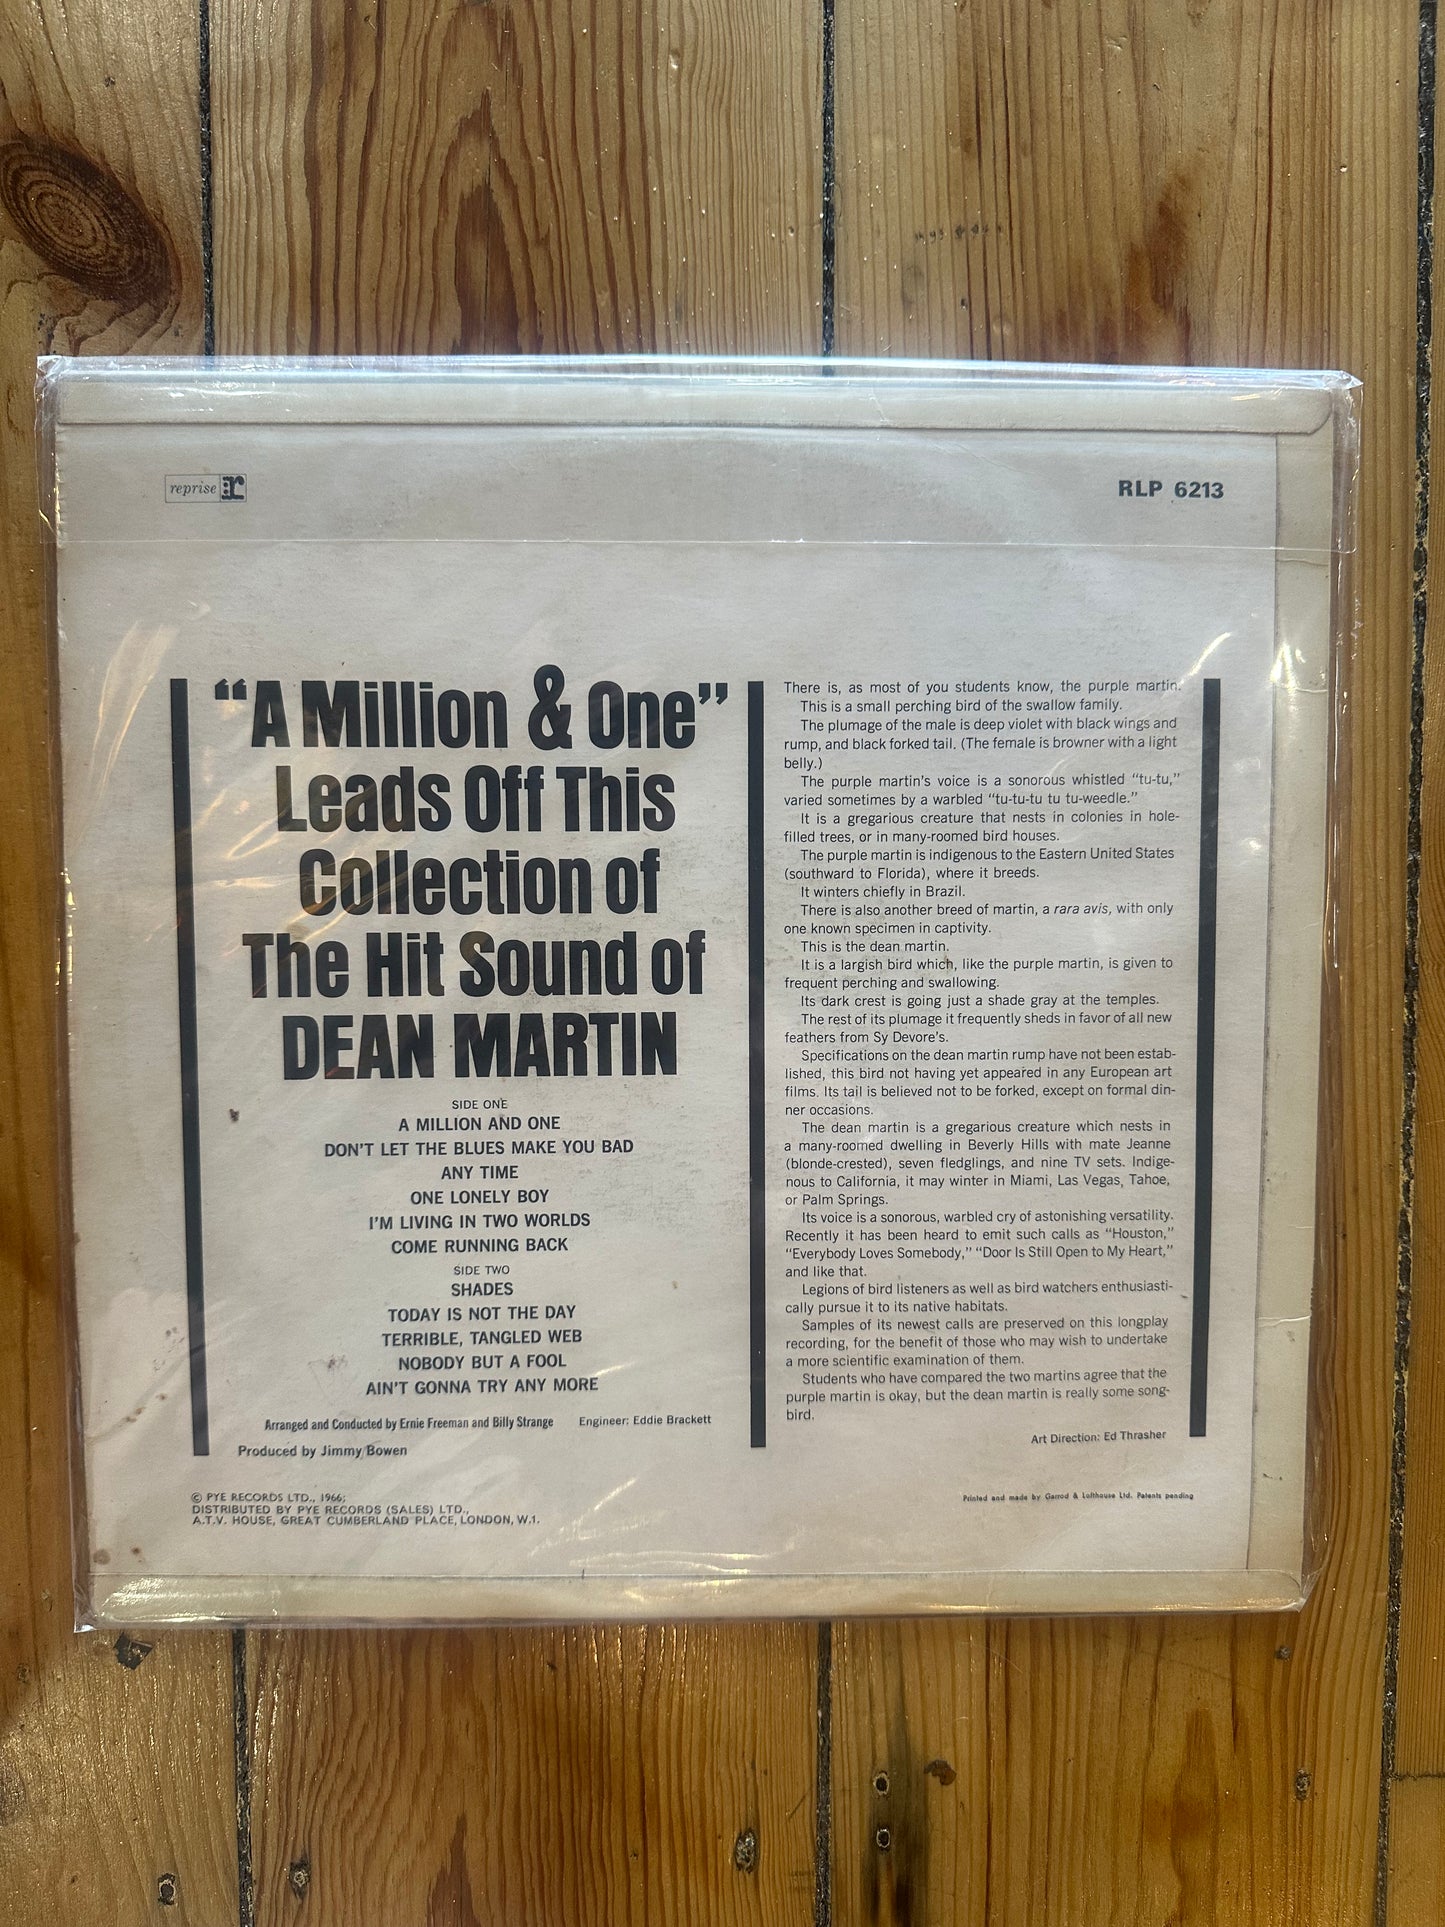 reprise r
RLP 6213
“A Million & One”
Leads Off This
Collection of
The Hit Sound of
DEAN MARTIN
SIDE ONE
A MILLION AND ONE
DON'T LET THE BLUES MAKE YOU BAD
ANY TIME
ONE LONELY BOY
I'M LIVING IN TWO WORLDS
COME RUNNING BACK
SIDE TWO
SHADES
TODAY IS NOT THE DAY
TERRIBLE, TANGLED WEB
NOBODY BUT A FOOL
AIN'T GONNA TRY ANY MORE
Arranged and Conducted by Ernie Freeman and Billy Strange Engineer: Eddie Brackett
Produced by Jimmy Bowen
© PYE RECORDS LTD., 1966;
DISTRIBUTED BY PYE RECORDS (SALES) LTD.,
A.T.V. HOUSE, GREAT CUMBERLAND PLACE, LONDON, W.1.
There is, as most of you students know, the purple martin.
This is a small perching bird of the swallow family.
The plumage of the male is deep violet with black wings and
rump, and black forked tail. (The female is browner with a light
belly.)
The purple martin's voice is a sonorous whistled “tu-tu,”
varied sometimes by a warbled “tu-tu-tu tu tu-weedle.”
It is a gregarious creature that nests in colonies in hole-
filled trees, or in many-roomed bird houses.
The purple martin is indigenous to the Eastern United States
(southward to Florida), where it breeds.
It winters chiefly in Brazil.
There is also another breed of martin, a rara avis, with only
one known specimen in captivity.
This is the dean martin.
It is a largish bird which, like the purple martin, is given to
frequent perching and swallowing.
Its dark crest is going just a shade gray at the temples.
The rest of its plumage it frequently sheds in favor of all new
feathers from Sy Devore's.
Specifications on the dean martin rump have not been estab-
lished, this bird not having yet appeared in any European art
films. Its tail is believed not to be forked, except on formal din-
ner occasions.
The dean martin is a gregarious creature which nests in
a many-roomed dwelling in Beverly Hills with mate Jeanne
(blonde-crested), seven fledglings, and nine TV sets. Indige-
nous to California, it may winter in Miami, Las Vegas, Tahoe,
or Palm Springs.
Its voice is a sonorous, warbled cry of astonishing versatility.
Recently it has been heard to emit such calls as “Houston,”
“Everybody Loves Somebody,” “Door Is Still Open to My Heart,”
and like that.
Legions of bird listeners as well as bird watchers enthusiasti-
cally pursue it to its native habitats.
Samples of its newest calls are preserved on this longplay
recording, for the benefit of those who may wish to undertake
a more scientific examination of them.
Students who have compared the two martins agree that the
purple martin is okay, but the dean martin is really some song-
bird.
Art Direction: Ed Thrasher
Printed and made by Garrod & Lofthouse Ltd. Patents pending